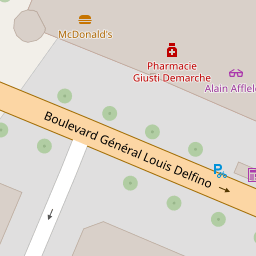 McDonald's
Pharmacie
Giusti Demarche
Alain Affle
Boulevard Général Louis Delfino
P